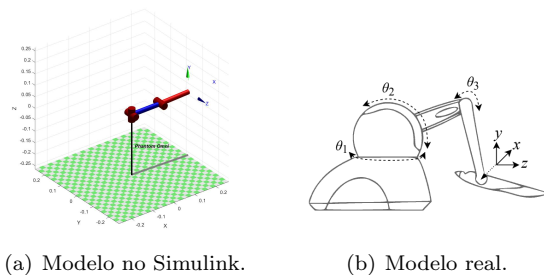 0.25
0.2
0.15
0.1
0.05
0
-0.05
-0.1
-0.15
-0.2
-0.25
Z
Phantom Omni
0.2
0.1
0
-0.1
-0.2
Y
-0.2
-0.1
0
0.1
0.2
X
X
Z
θ1
θ2
θ3
y
x
z
(a) Modelo no Simulink.
(b) Modelo real.